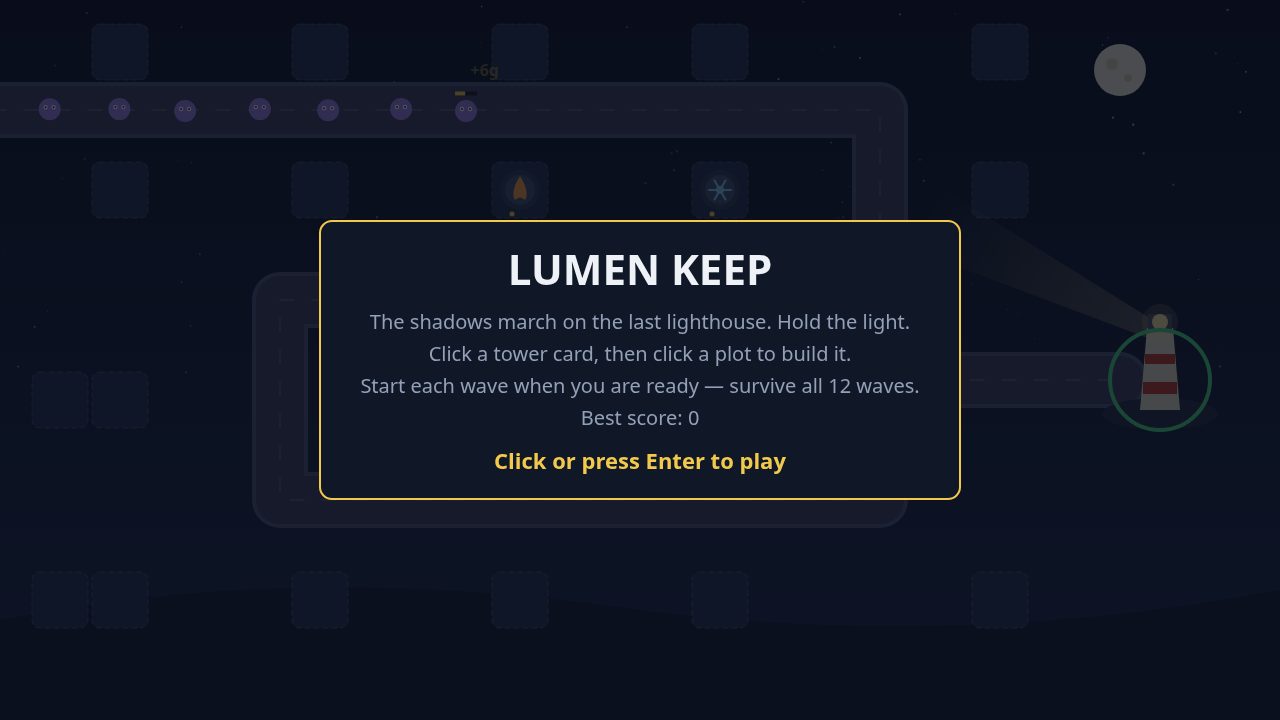 +6g
LUMEN KEEP
The shadows march on the last lighthouse. Hold the light.
Click a tower card, then click a plot to build it.
Start each wave when you are ready — survive all 12 waves.
Best score: 0
Click or press Enter to play